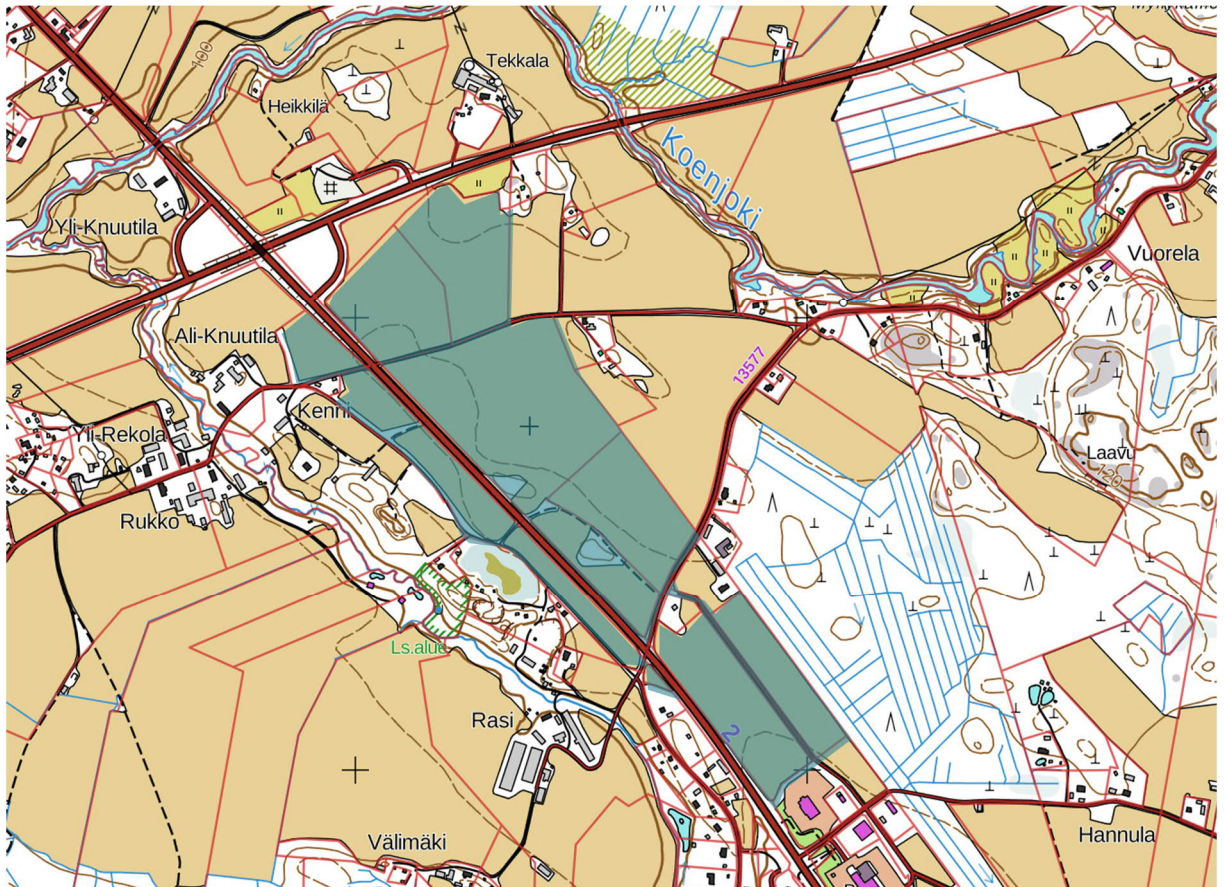 Tekkala
100
Heikkilä
Koenjoki
Yli-Knuutila
Vuorela
Ali-Knuutila
13577
Yli-Rekola
Laavu
120
Rukko
Ls.alue
Rasi
2
Välimäki
Hannula